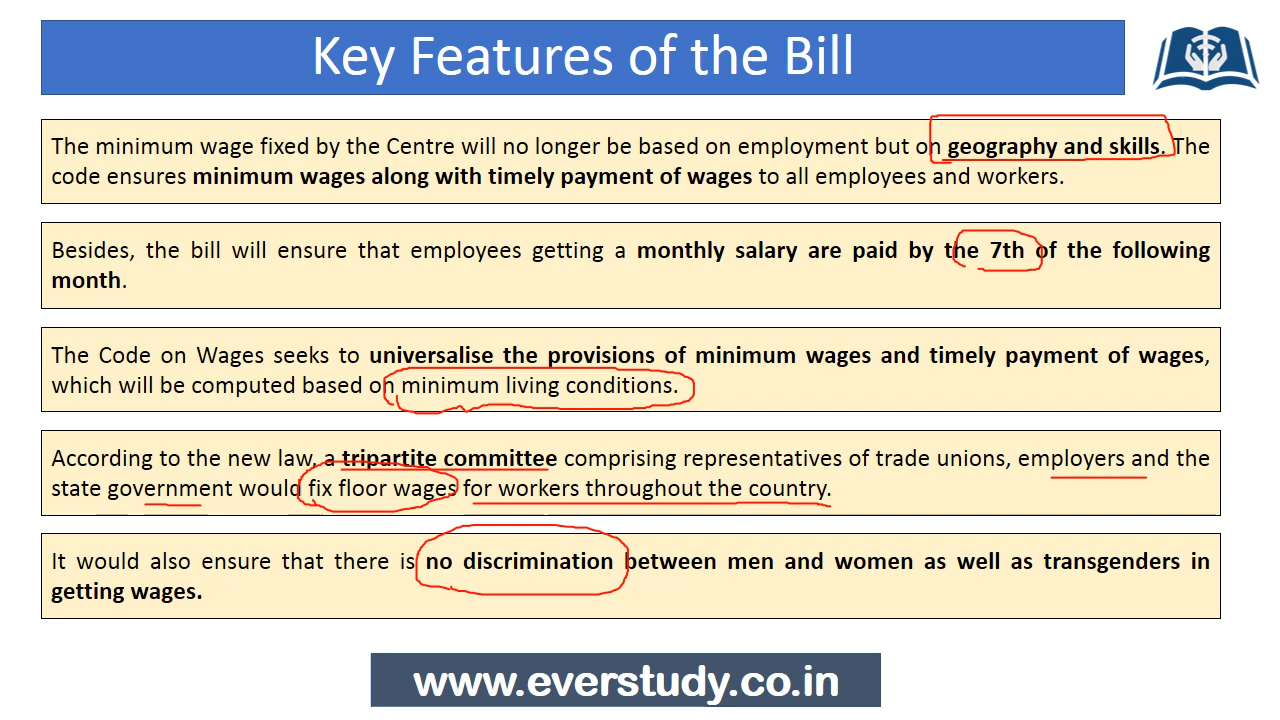 Key Features of the Bill
The minimum wage fixed by the Centre will no longer be based on employment but on geography and skills. The
code ensures minimum wages along with timely payment of wages to all employees and workers.
Besides, the bill will ensure that employees getting a monthly salary are paid by the 7th of the following
month.
The Code on Wages seeks to universalise the provisions of minimum wages and timely payment of wages,
which will be computed based on minimum living conditions.
According to the new law, a tripartite committee comprising representatives of trade unions, employers and the
state government would fix floor wages for workers throughout the country.
It would also ensure that there is no discrimination between men and women as well as transgenders in
getting wages.
www.everstudy.co.in